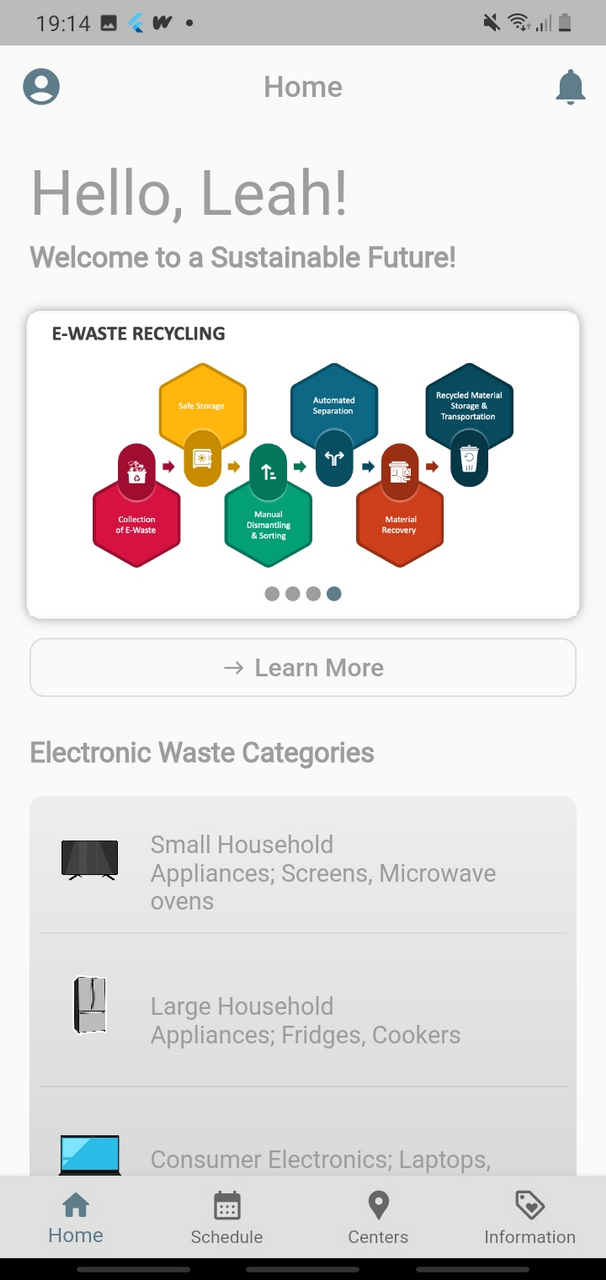 19:14
Home
Hello, Leah!
Welcome to a Sustainable Future!
E-WASTE RECYCLING
Safe Storage
Automated
Separation
Recycled Material
Storage &
Transportation
Collection
of E-Waste
Manual
Dismantling
& Sorting
Material
Recovery
→ Learn More
Electronic Waste Categories
Small Household
Appliances; Screens, Microwave
ovens
Large Household
Appliances; Fridges, Cookers
Consumer Electronics; Laptops,
Home
Schedule
Centers
Information